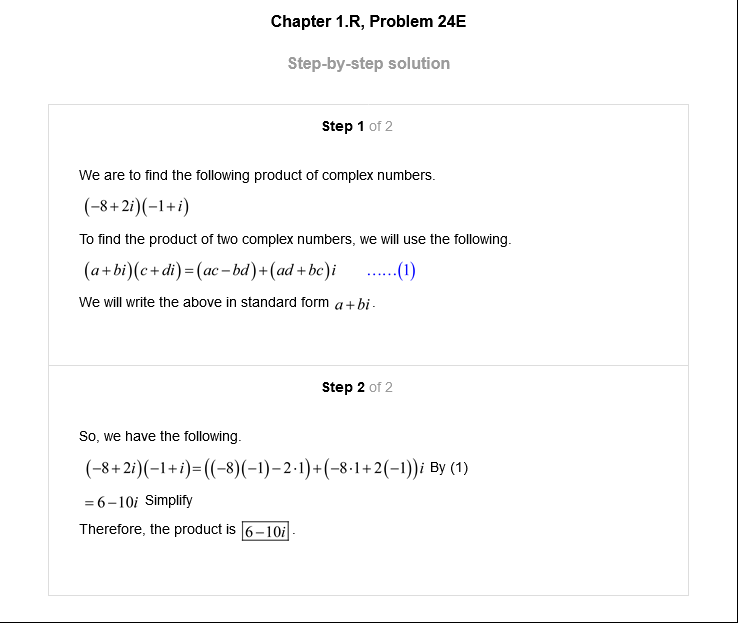 Chapter 1.R, Problem 24E
Step-by-step solution
Step 1 of 2
We are to find the following product of complex numbers.
(−8+2i)(−1+i)
To find the product of two complex numbers, we will use the following.
(a+bi)(c+di)=(ac−bd)+(ad+bc)i ......(1)
We will write the above in standard form a+bi.
Step 2 of 2
So, we have the following.
(−8+2i)(−1+i)=((−8)(−1)−2·1)+(−8·1+2(−1))i By (1)
=6−10i Simplify
Therefore, the product is 6−10i.